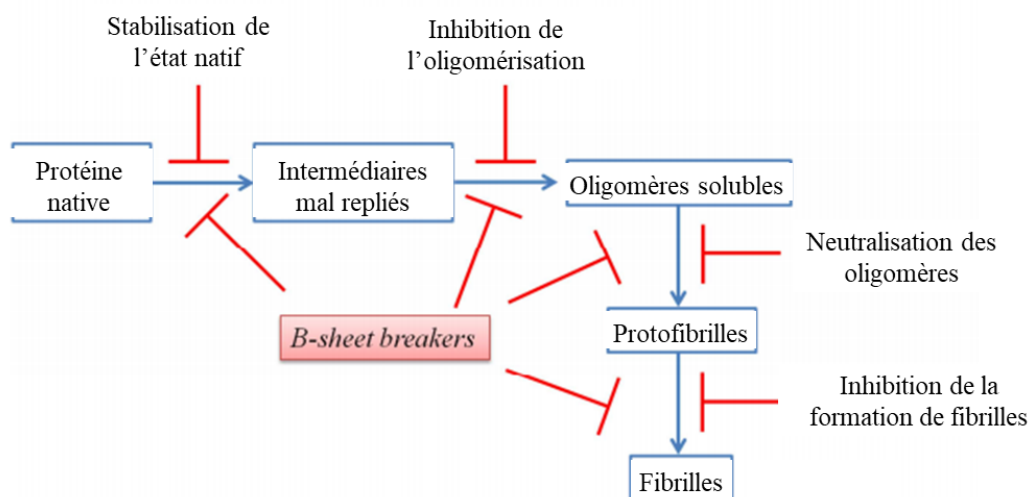 Stabilisation de
l’état natif
Inhibition de
l’oligomérisation
Protéine
native
Intermédiaires
mal repliés
Oligomères solubles
Neutralisation des
oligomères
B-sheet breakers
Protofibrilles
Inhibition de la
formation de fibrilles
Fibrilles